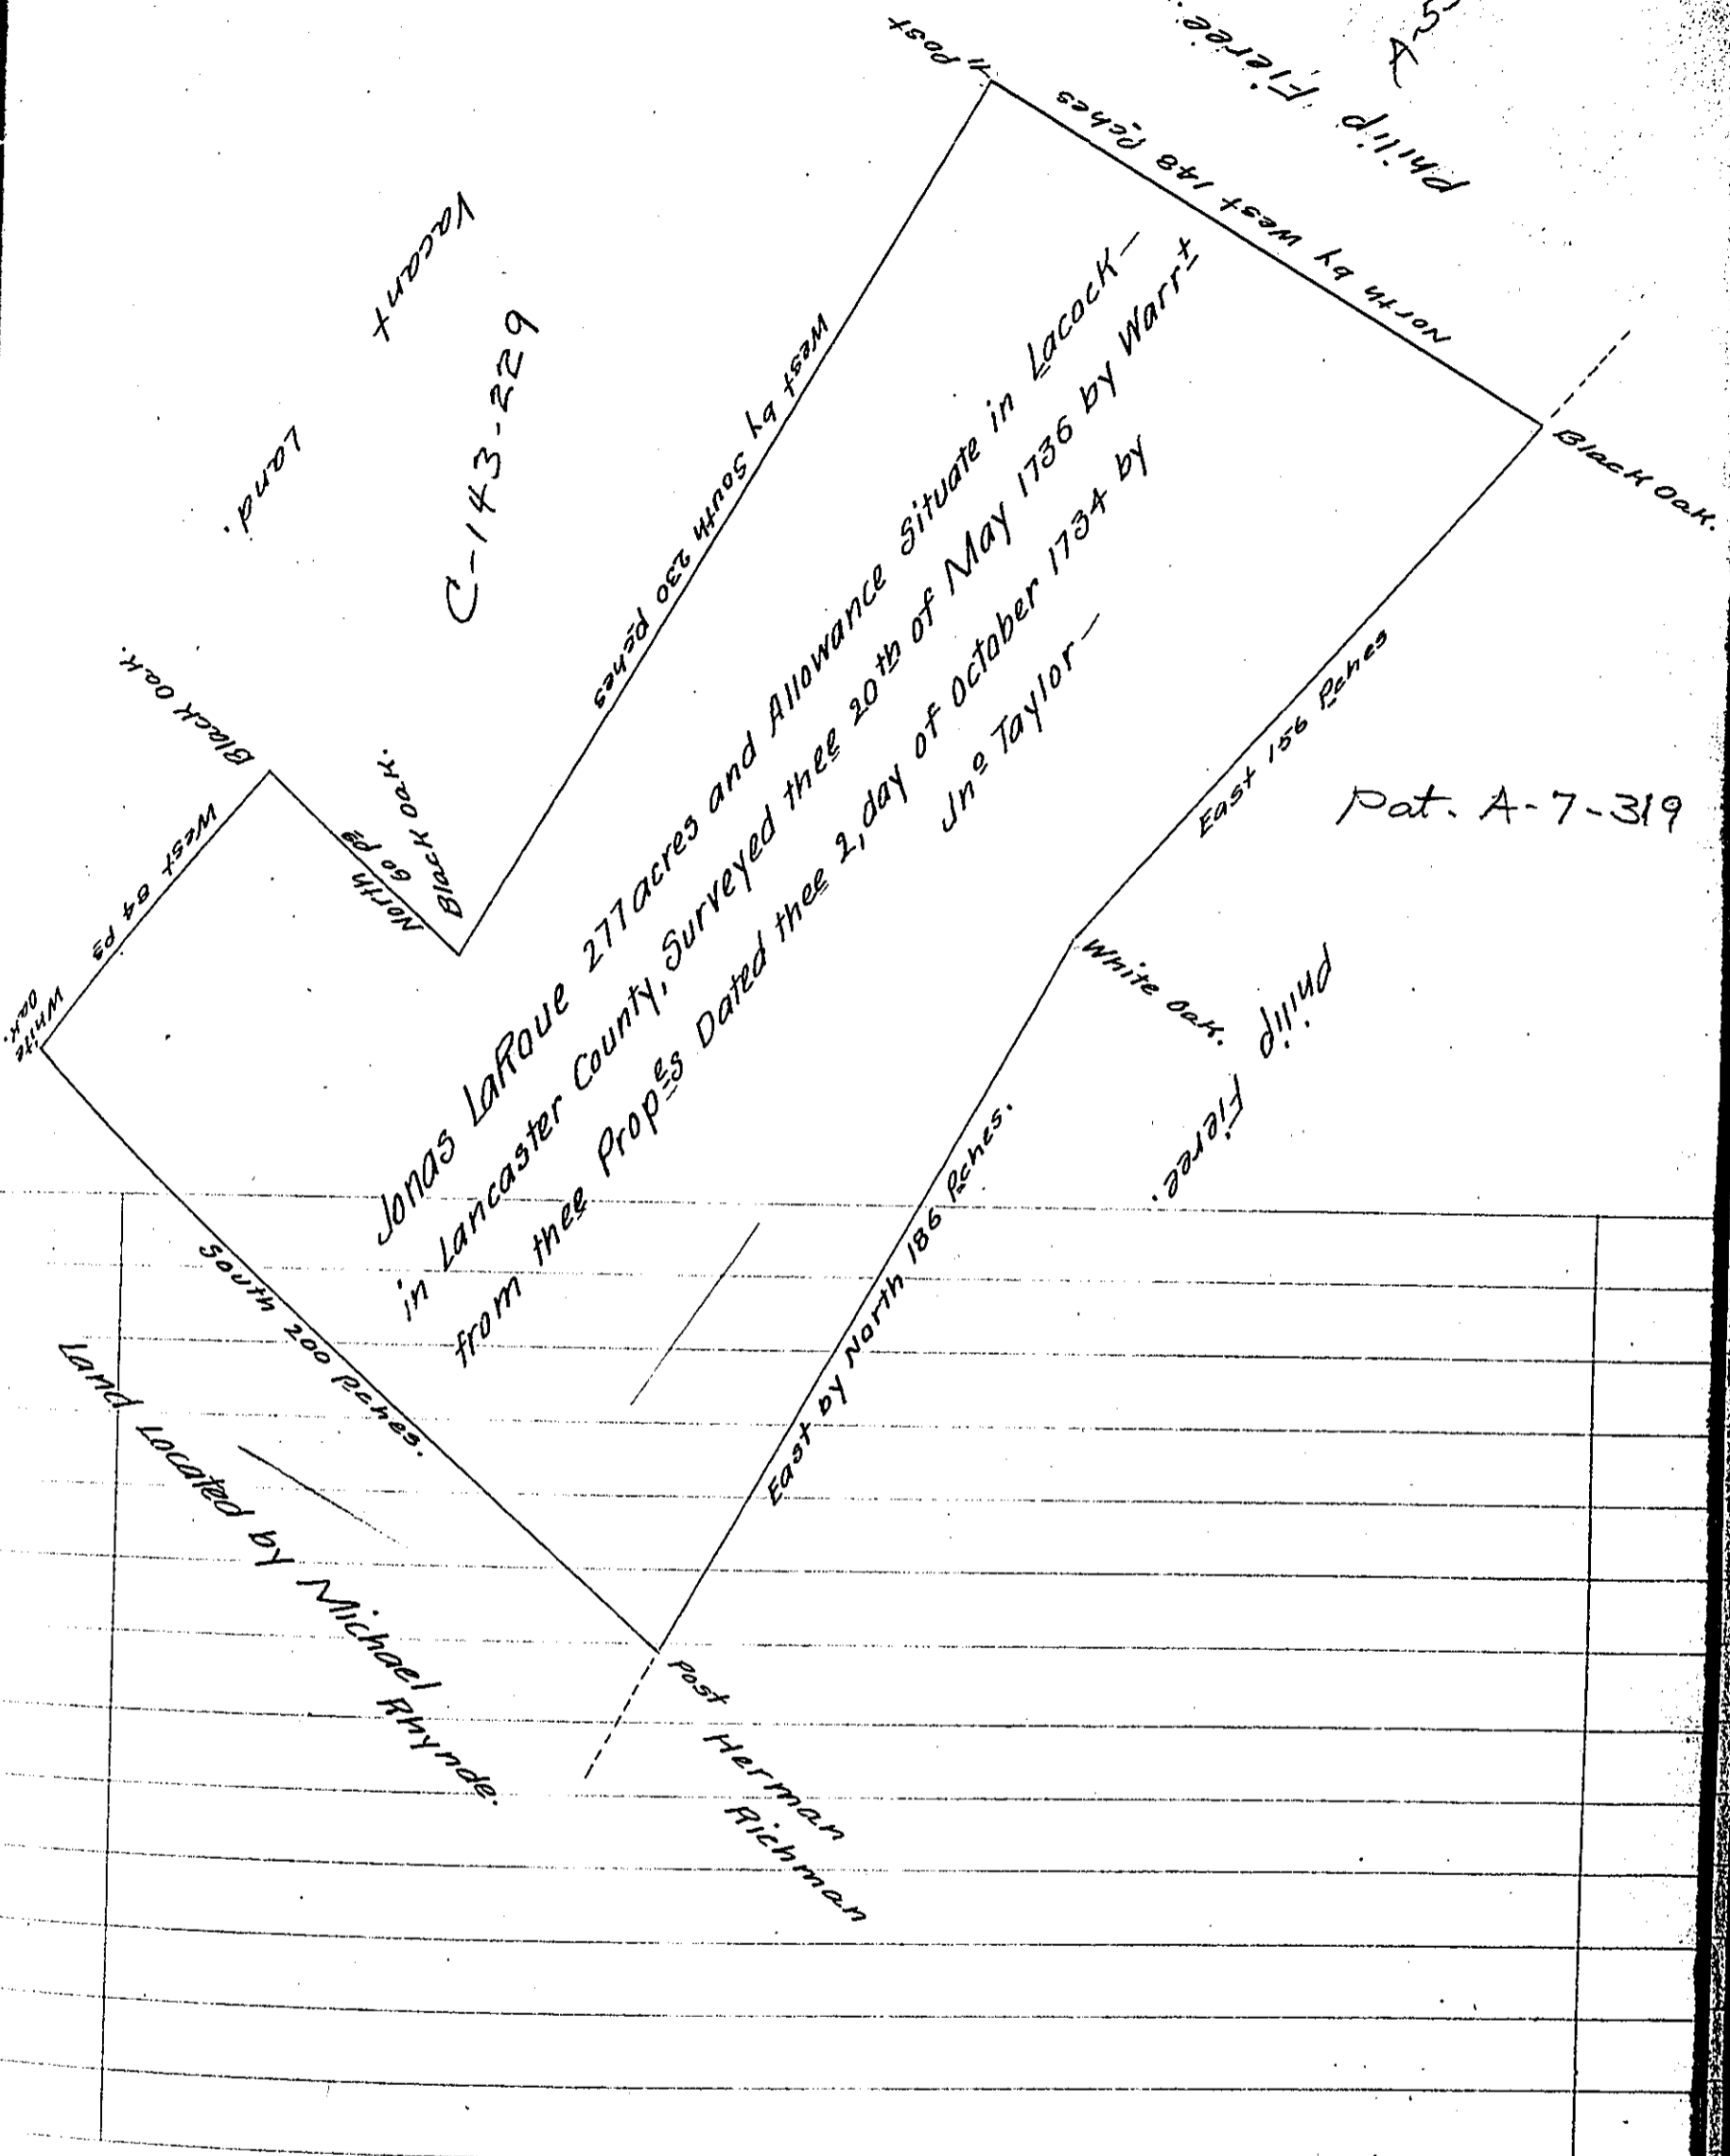 Philip Fieree.
A 5
a Post
North by West 148 Pches
Black Oak.
Vacant
Land.
C-143-229
West by South 230 Pches
Black Oak.
North
60 Ps
Black Oak.
West 84 Ps
White
Oak.
Jonas LaRoue 277 acres and Allowance Situate in Lacock—
in Lancaster County, Surveyed thee 20th of May 1736 by Warrt
from thee Propes Dated thee 2, day of October 1734 by
Jno Taylor—
East 156 Pches
Pat. A-7-319
White Oak.
Philip Fieree.
East by North 186 Pches.
South 200 Pches.
Land Located by Michael
Rhynde.
Post
Herman
Richman